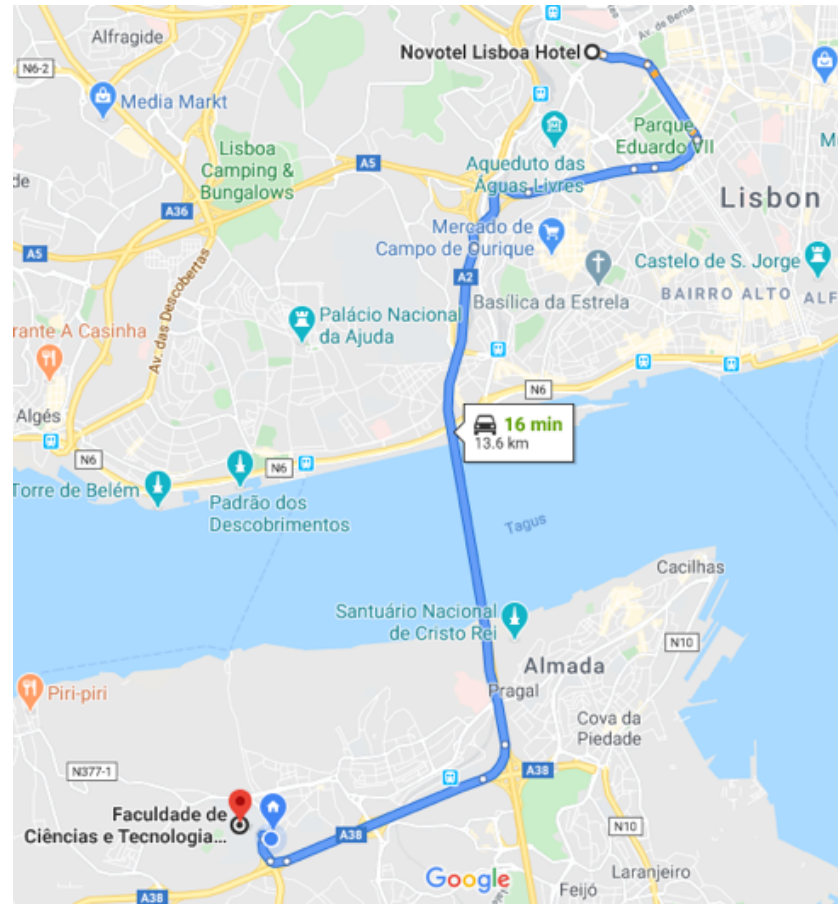 Alfragide
Novotel Lisboa Hotel
Av. de Berna
N6-2
Media Markt
Parque
Eduardo VII
Lisboa
Camping &
Bungalows
A5
Aqueduto das
Águas Livres
de
M
Lisbon
A36
A5
Mercado de
Campo de Ourique
A2
Castelo de S. Jorge
Basílica da Estrela
BAIRRO ALTO
ALF
Av. das Descobertas
Palácio Nacional
da Ajuda
rante A Casinha
N6
Algés
16 min
13.6 km
N6
N6
Torre de Belém
Padrão dos
Descobrimentos
Tagus
Cacilhas
Santuário Nacional
de Cristo Rei
N10
Almada
Piri-piri
Pragal
Cova da
Piedade
N377-1
A38
Faculdade de
Ciências e Tecnologia...
A38
N10
Google
Laranjeiro
Feijó
A38